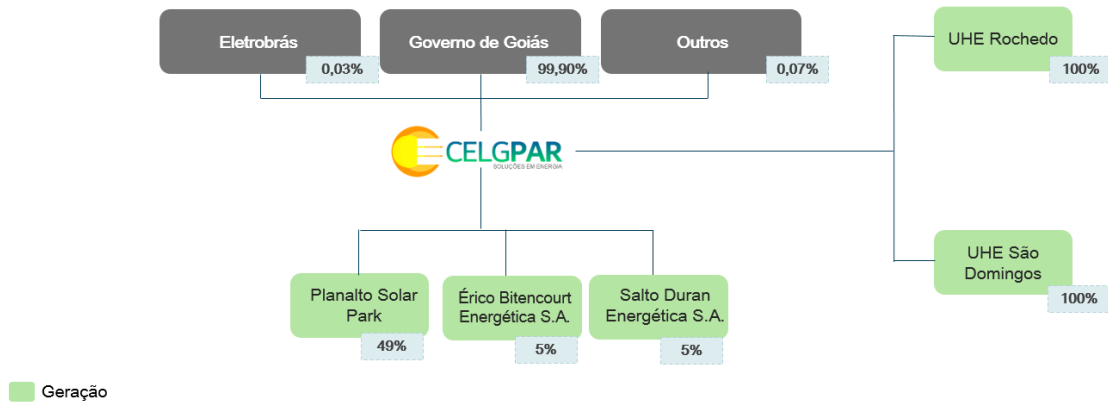 Eletrobrás
0,03%
Governo de Goiás
99,90%
Outros
0,07%
UHE Rochedo
100%
CELGPAR
SOLUÇÕES EM ENERGIA
UHE São
Domingos
100%
Planalto Solar
Park
49%
Érico Bitencourt
Energética S.A.
5%
Salto Duran
Energética S.A.
5%
Geração